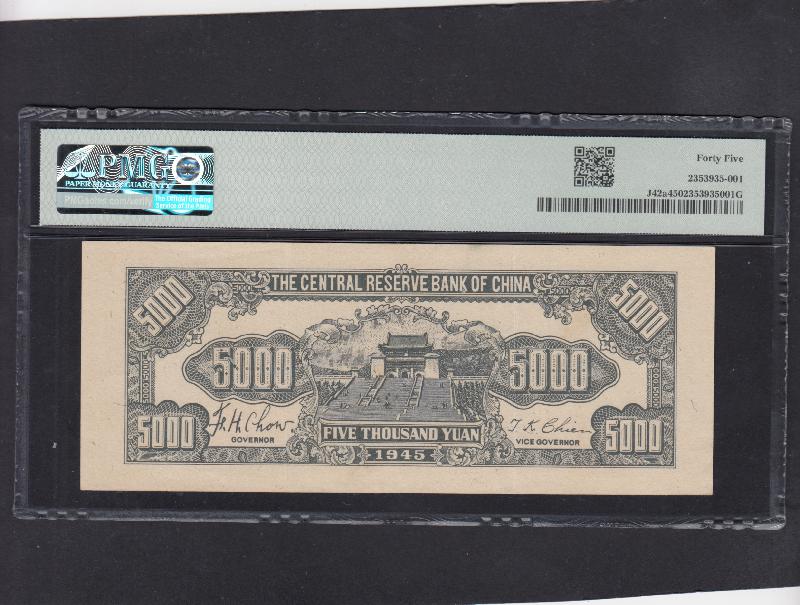 PMG
PAPER MONEY GUARANTY
PMGnotes.com/verify
The Official Grading
Service of the PMG
Forty Five
2353935-001
J42a4502353935001G
THE CENTRAL RESERVE BANK OF CHINA
5000 5000
5000 5000
Fr. H. Chow T. K. Chien
GOVERNOR VICE GOVERNOR
5000 FIVE THOUSAND YUAN 5000
1945